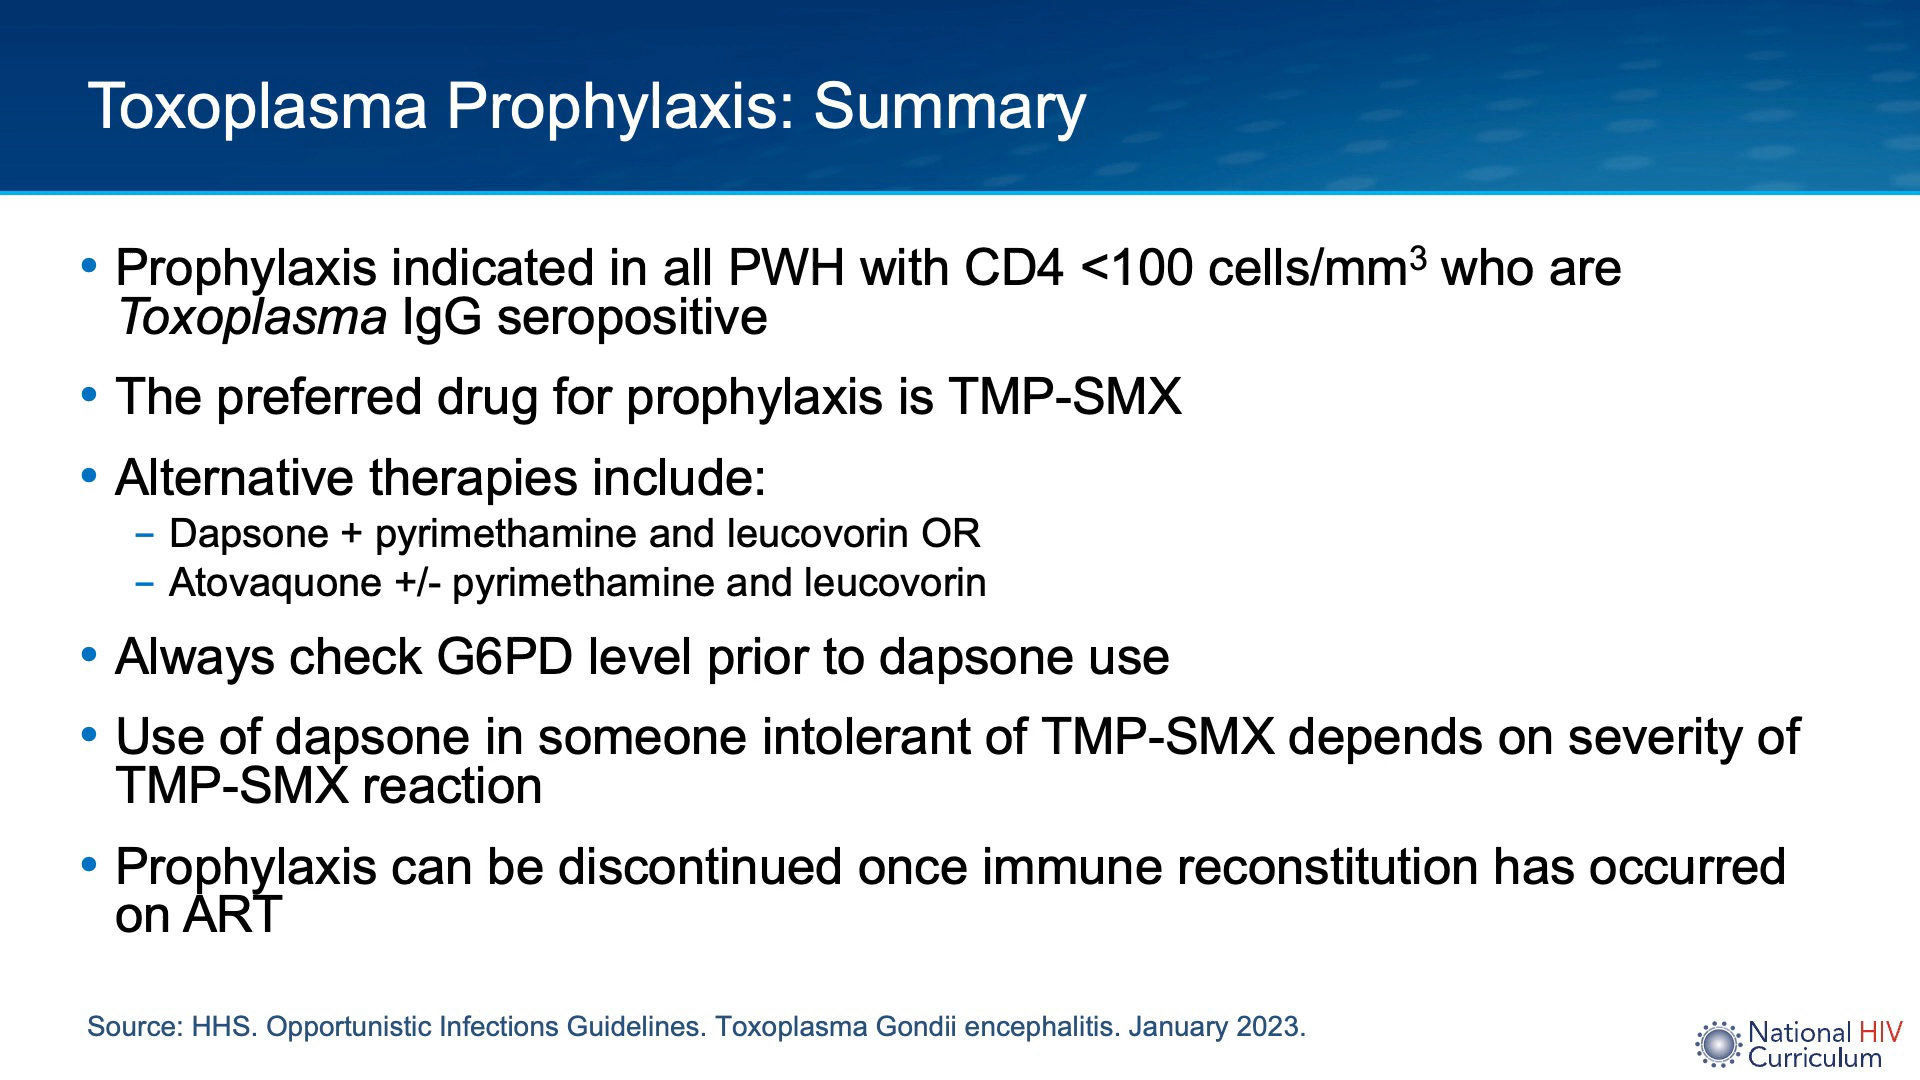 Toxoplasma Prophylaxis: Summary
• Prophylaxis indicated in all PWH with CD4 <100 cells/mm³ who are
Toxoplasma IgG seropositive
• The preferred drug for prophylaxis is TMP-SMX
• Alternative therapies include:
– Dapsone + pyrimethamine and leucovorin OR
– Atovaquone +/- pyrimethamine and leucovorin
• Always check G6PD level prior to dapsone use
• Use of dapsone in someone intolerant of TMP-SMX depends on severity of
TMP-SMX reaction
• Prophylaxis can be discontinued once immune reconstitution has occurred
on ART
Source: HHS. Opportunistic Infections Guidelines. Toxoplasma Gondii encephalitis. January 2023.
National HIV
Curriculum